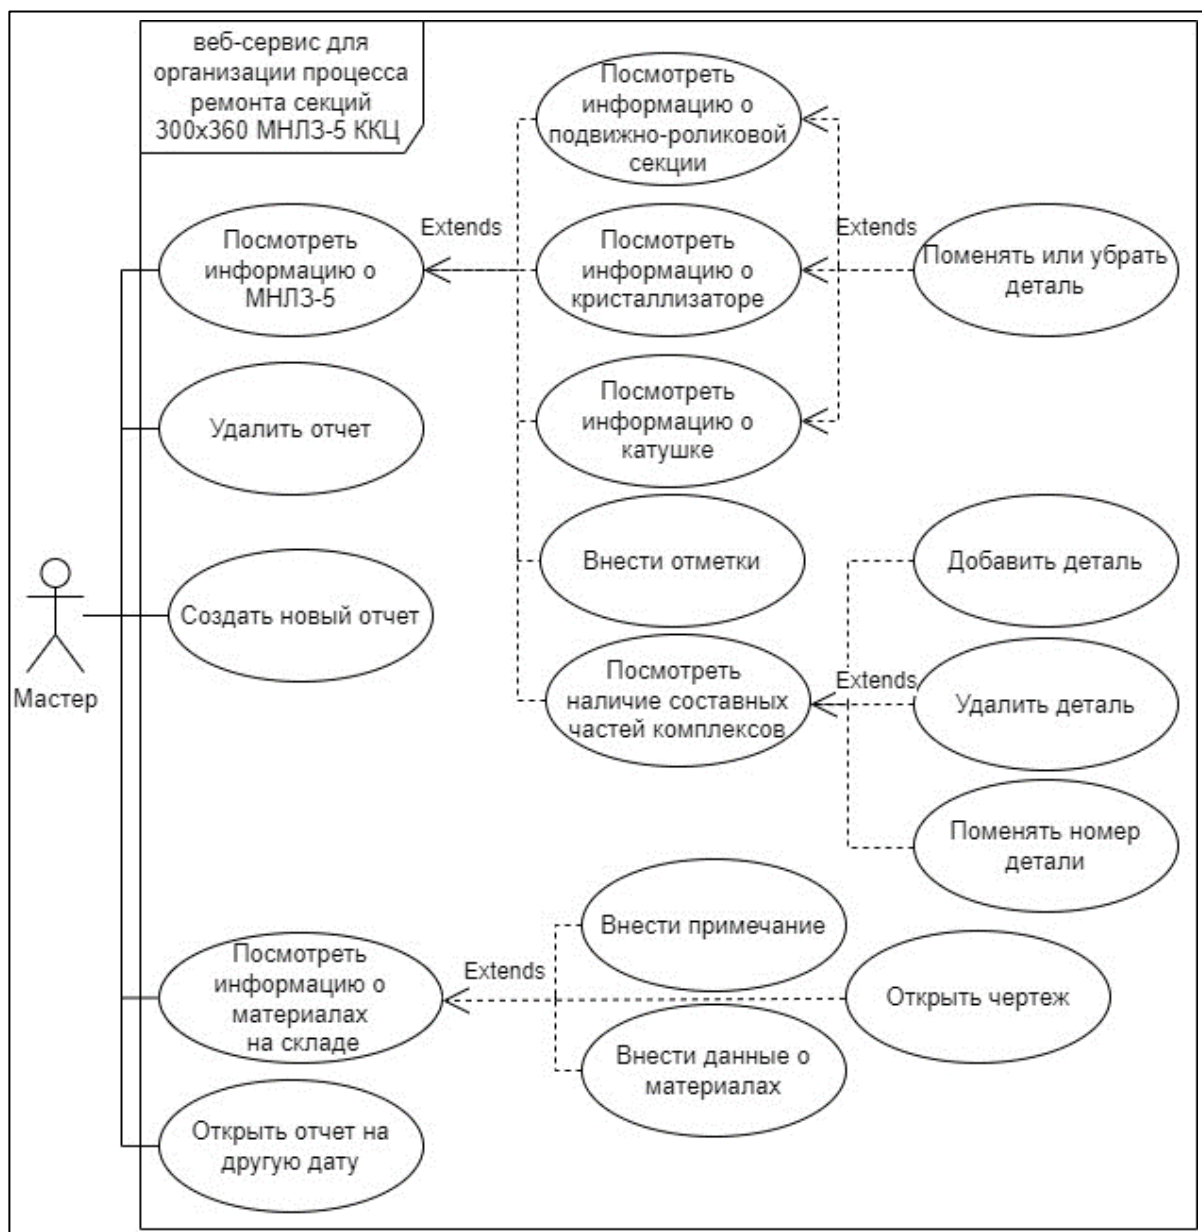 веб-сервис для
организации процесса
ремонта секций
300х360 МНЛЗ-5 ККЦ
Посмотреть
информацию о
подвижно-роликовой
секции
Посмотреть
информацию о
МНЛЗ-5
Extends
Посмотреть
информацию о
кристаллизаторе
Extends
Поменять или убрать
деталь
Удалить отчет
Посмотреть
информацию о
катушке
Внести отметки
Добавить деталь
Мастер
Создать новый отчет
Посмотреть
наличие составных
частей комплексов
Extends
Удалить деталь
Поменять номер
детали
Внести примечание
Посмотреть
информацию о
материалах
на складе
Extends
Открыть чертеж
Внести данные о
материалах
Открыть отчет на
другую дату